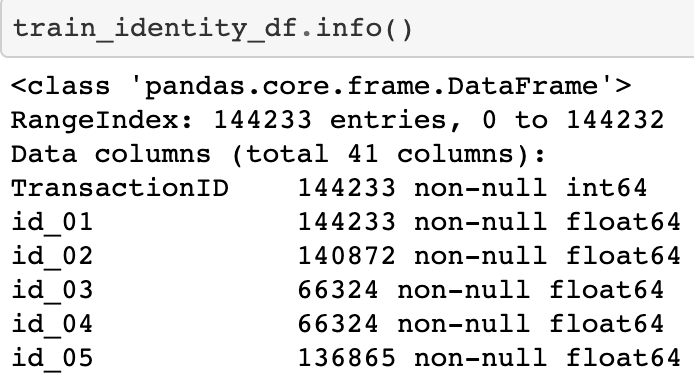 train_identity_df.info()
<class 'pandas.core.frame.DataFrame'>
RangeIndex: 144233 entries, 0 to 144232
Data columns (total 41 columns):
TransactionID    144233 non-null int64
id_01            144233 non-null float64
id_02            140872 non-null float64
id_03            66324 non-null float64
id_04            66324 non-null float64
id_05            136865 non-null float64